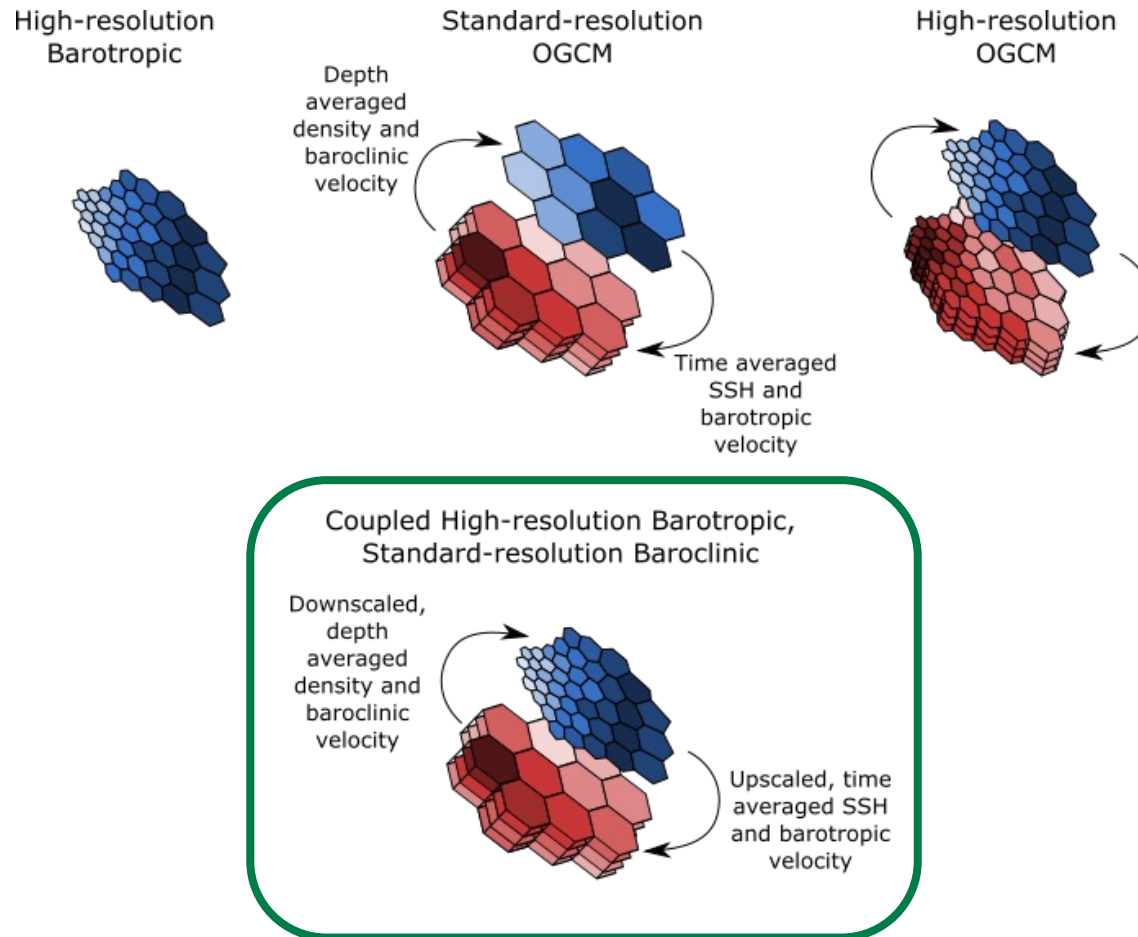 High-resolution
Barotropic
Standard-resolution
OGCM
High-resolution
OGCM
Depth
averaged
density and
baroclinic
velocity
Time averaged
SSH and
barotropic
velocity
Coupled High-resolution Barotropic,
Standard-resolution Baroclinic
Downscaled,
depth
averaged
density and
baroclinic
velocity
Upscaled, time
averaged SSH
and barotropic
velocity